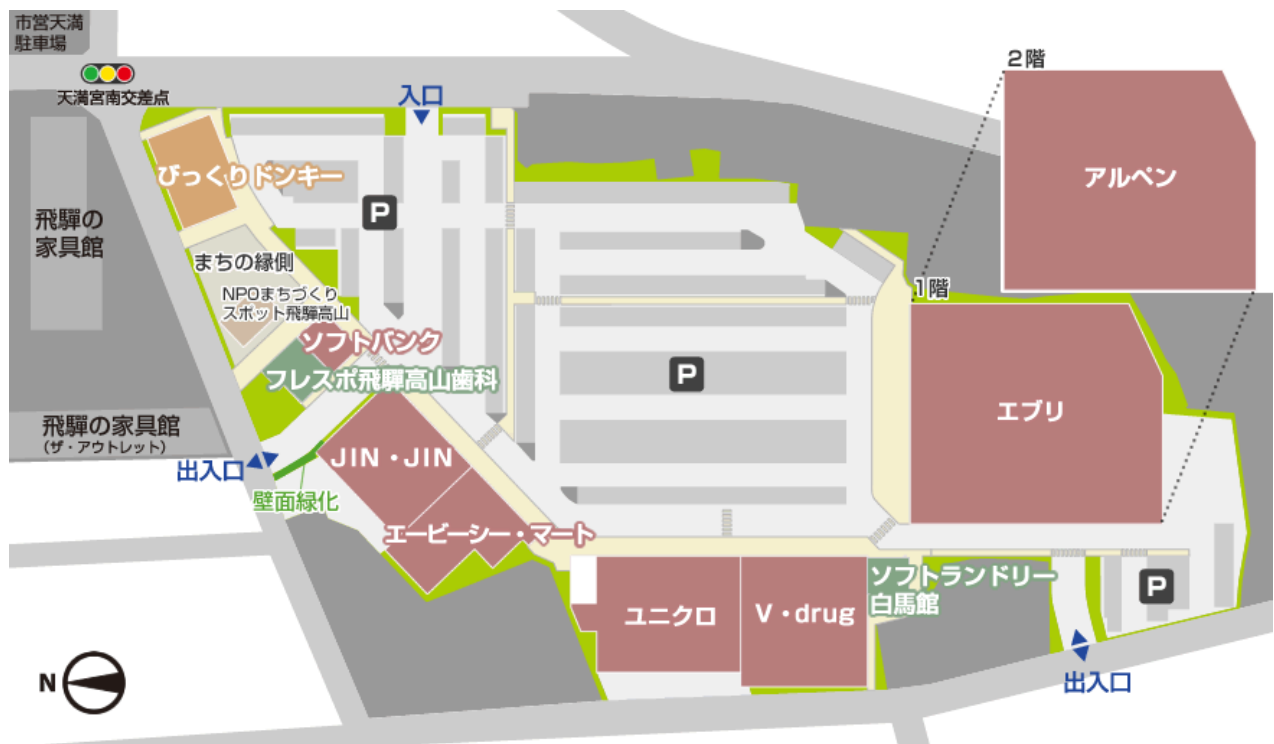 市営天満
駐車場
天満宮南交差点
入口
2階
アルペン
びっくりドンキー
P
飛驒の
家具館
まちの縁側
NPOまちづくり
スポット飛驒高山
1階
ソフトバンク
フレスポ飛驒高山歯科
P
エブリ
飛驒の家具館
(ザ・アウトレット)
JIN・JIN
出入口
壁面緑化
エービーシー・マート
ソフトランドリー
白馬館
P
ユニクロ
V・drug
N
出入口